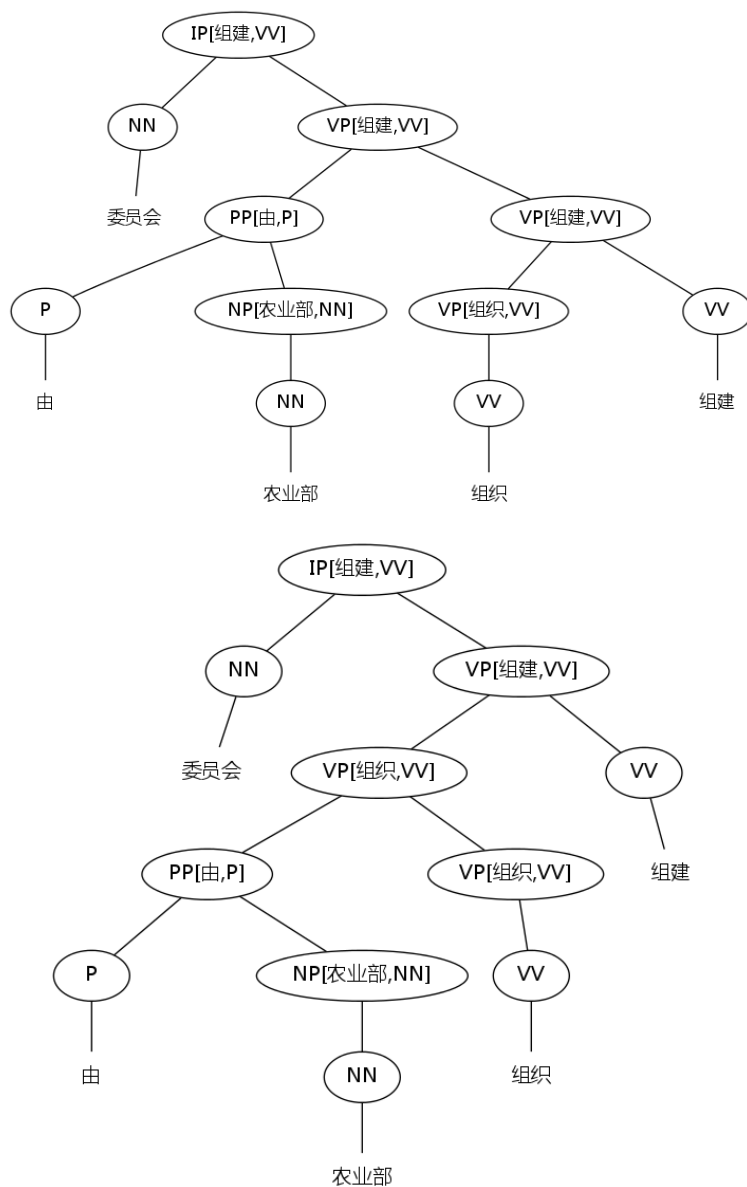 IP[组建,VV]
NN
VP[组建,VV]
委员会
PP[由,P]
VP[组建,VV]
P
NP[农业部,NN]
VP[组织,VV]
VV
由
NN
VV
组建
农业部
组织
IP[组建,VV]
NN
VP[组建,VV]
委员会
VP[组织,VV]
VV
PP[由,P]
VP[组织,VV]
组建
P
NP[农业部,NN]
VV
由
NN
组织
农业部